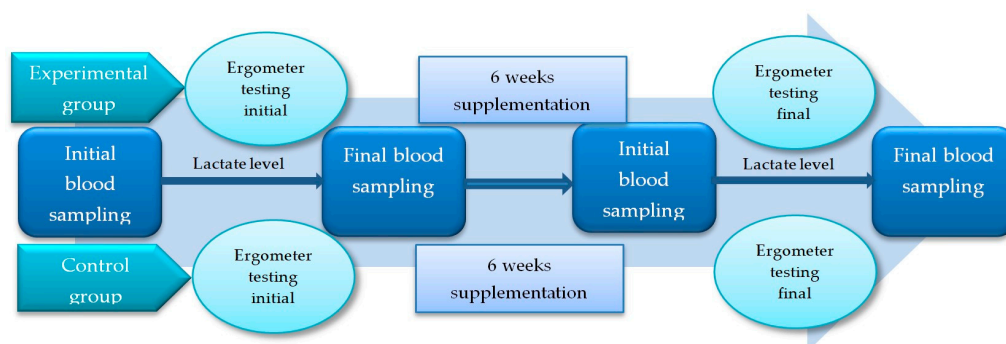 Experimental
group
Ergometer
testing
initial
6 weeks
supplementation
Ergometer
testing
final
Initial
blood
sampling
Lactate level
Final blood
sampling
Initial
blood
sampling
Lactate level
Final blood
sampling
Control
group
Ergometer
testing
initial
6 weeks
supplementation
Ergometer
testing
final